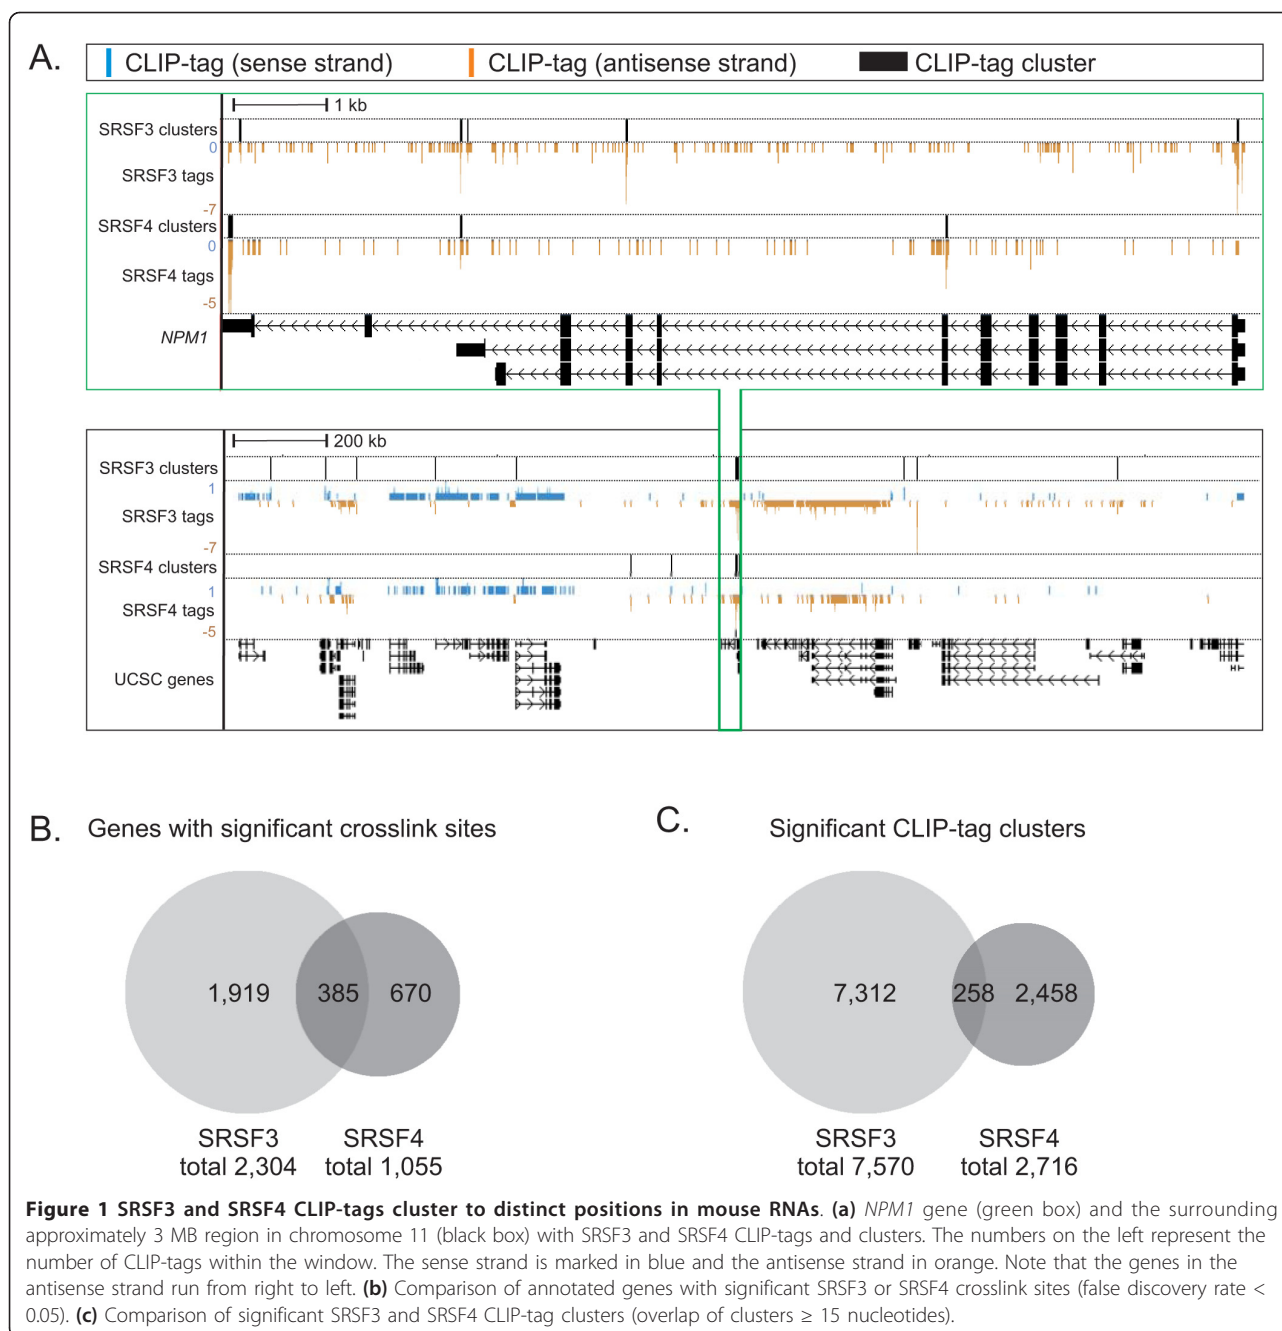 A.
CLIP-tag (sense strand) CLIP-tag (antisense strand) CLIP-tag cluster
1 kb
SRSF3 clusters
0
SRSF3 tags
-7
SRSF4 clusters
0
SRSF4 tags
-5
NPM1
200 kb
SRSF3 clusters
1
SRSF3 tags
-7
SRSF4 clusters
1
SRSF4 tags
-5
UCSC genes
B. Genes with significant crosslink sites
1,919 385 670
SRSF3 SRSF4
total 2,304 total 1,055
C. Significant CLIP-tag clusters
7,312 258 2,458
SRSF3 SRSF4
total 7,570 total 2,716
Figure 1 SRSF3 and SRSF4 CLIP-tags cluster to distinct positions in mouse RNAs. (a) NPM1 gene (green box) and the surrounding
approximately 3 MB region in chromosome 11 (black box) with SRSF3 and SRSF4 CLIP-tags and clusters. The numbers on the left represent the
number of CLIP-tags within the window. The sense strand is marked in blue and the antisense strand in orange. Note that the genes in the
antisense strand run from right to left. (b) Comparison of annotated genes with significant SRSF3 or SRSF4 crosslink sites (false discovery rate <
0.05). (c) Comparison of significant SRSF3 and SRSF4 CLIP-tag clusters (overlap of clusters ≥ 15 nucleotides).